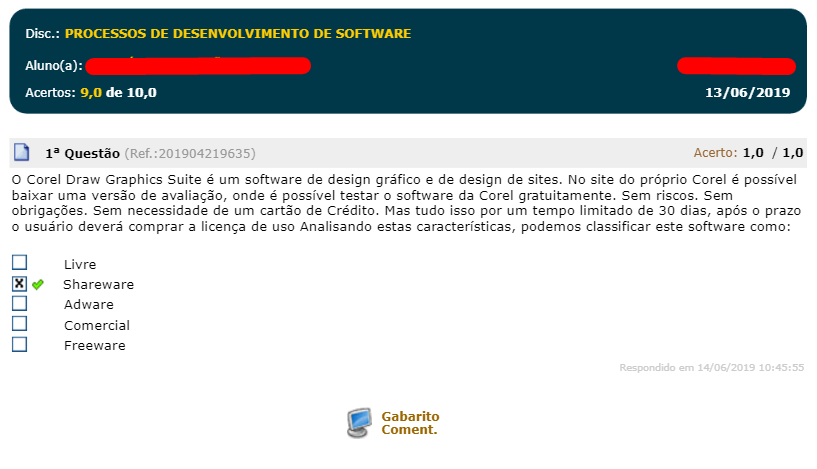 Disc.: PROCESSOS DE DESENVOLVIMENTO DE SOFTWARE
Aluno(a):
Acertos: 9,0 de 10,0 13/06/2019
1ª Questão (Ref.:201904219635) Acerto: 1,0 / 1,0
O Corel Draw Graphics Suite é um software de design gráfico e de design de sites. No site do próprio Corel é possível
baixar uma versão de avaliação, onde é possível testar o software da Corel gratuitamente. Sem riscos. Sem
obrigações. Sem necessidade de um cartão de Crédito. Mas tudo isso por um tempo limitado de 30 dias, após o prazo
o usuário deverá comprar a licença de uso Analisando estas características, podemos classificar este software como:
Livre
Shareware
Adware
Comercial
Freeware
Respondido em 14/06/2019 10:45:55
Gabarito
Coment.